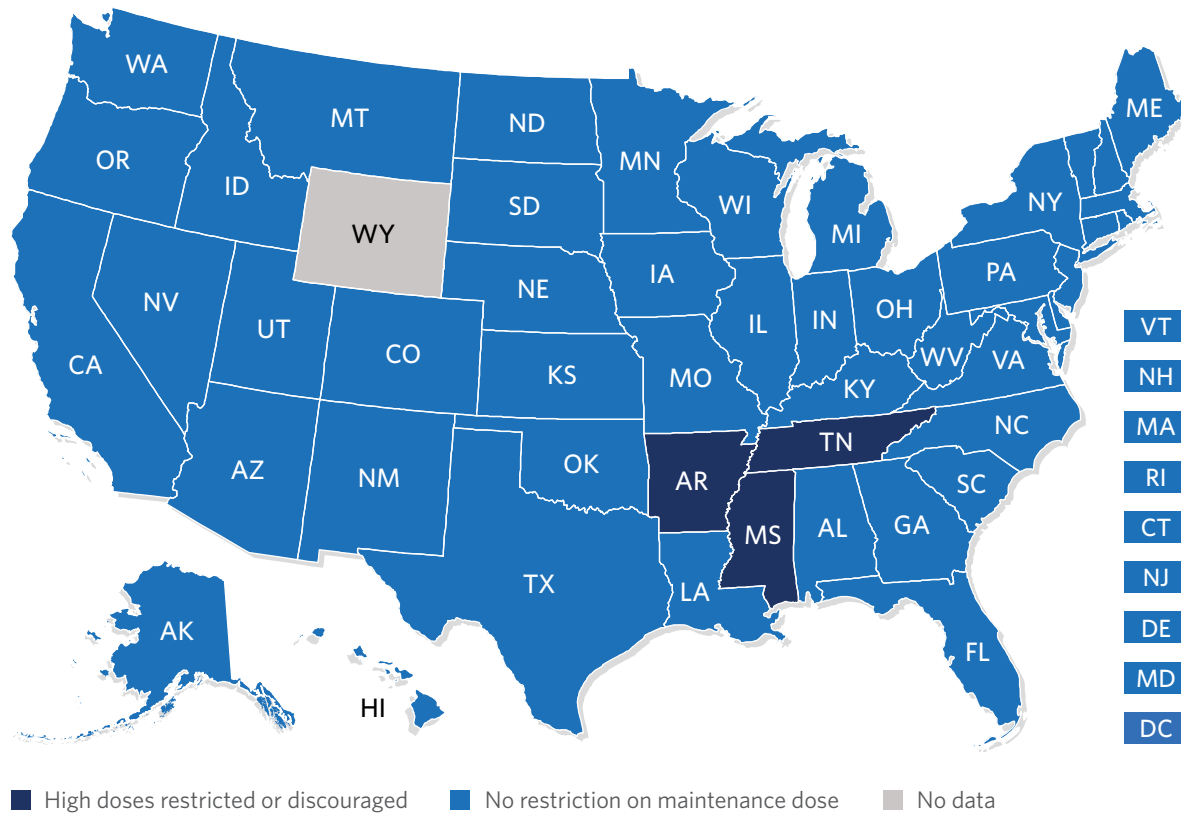 WA
MT
ND
MN
ME
OR
ID
SD
WI
NY
WY
MI
IA
PA
NE
NV
IL
IN
OH
UT
CO
WV
VA
CA
KS
MO
KY
VT
NH
MA
RI
CT
NJ
DE
MD
DC
AZ
NM
OK
AR
TN
NC
SC
MS
AL
GA
TX
LA
FL
AK
HI
High doses restricted or discouraged
No restriction on maintenance dose
No data